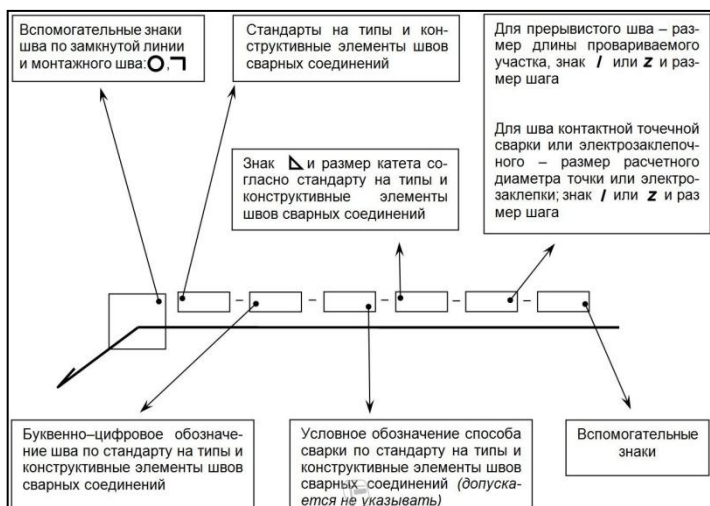 Вспомогательные знаки
шва по замкнутой линии
и монтажного шва:
Стандарты на типы и кон-
структивные элементы швов
сварных соединений
Для прерывистого шва – раз-
мер длины провариваемого
участка, знак / или Z и раз-
мер шага
Для шва контактной точечной
сварки или электрозаклепоч-
ного – размер расчетного
диаметра точки или электро-
заклепки; знак / или Z и раз
мер шага
Знак и размер катета со-
гласно стандарту на типы и
конструктивные элементы
швов сварных соединений
Буквенно–цифровое обозначе-
ние шва по стандарту на типы и
конструктивные элементы швов
сварных соединений
Условное обозначение способа
сварки по стандарту на типы и
конструктивные элементы швов
сварных соединений (допуска-
ется не указывать)
Вспомогательные
знаки